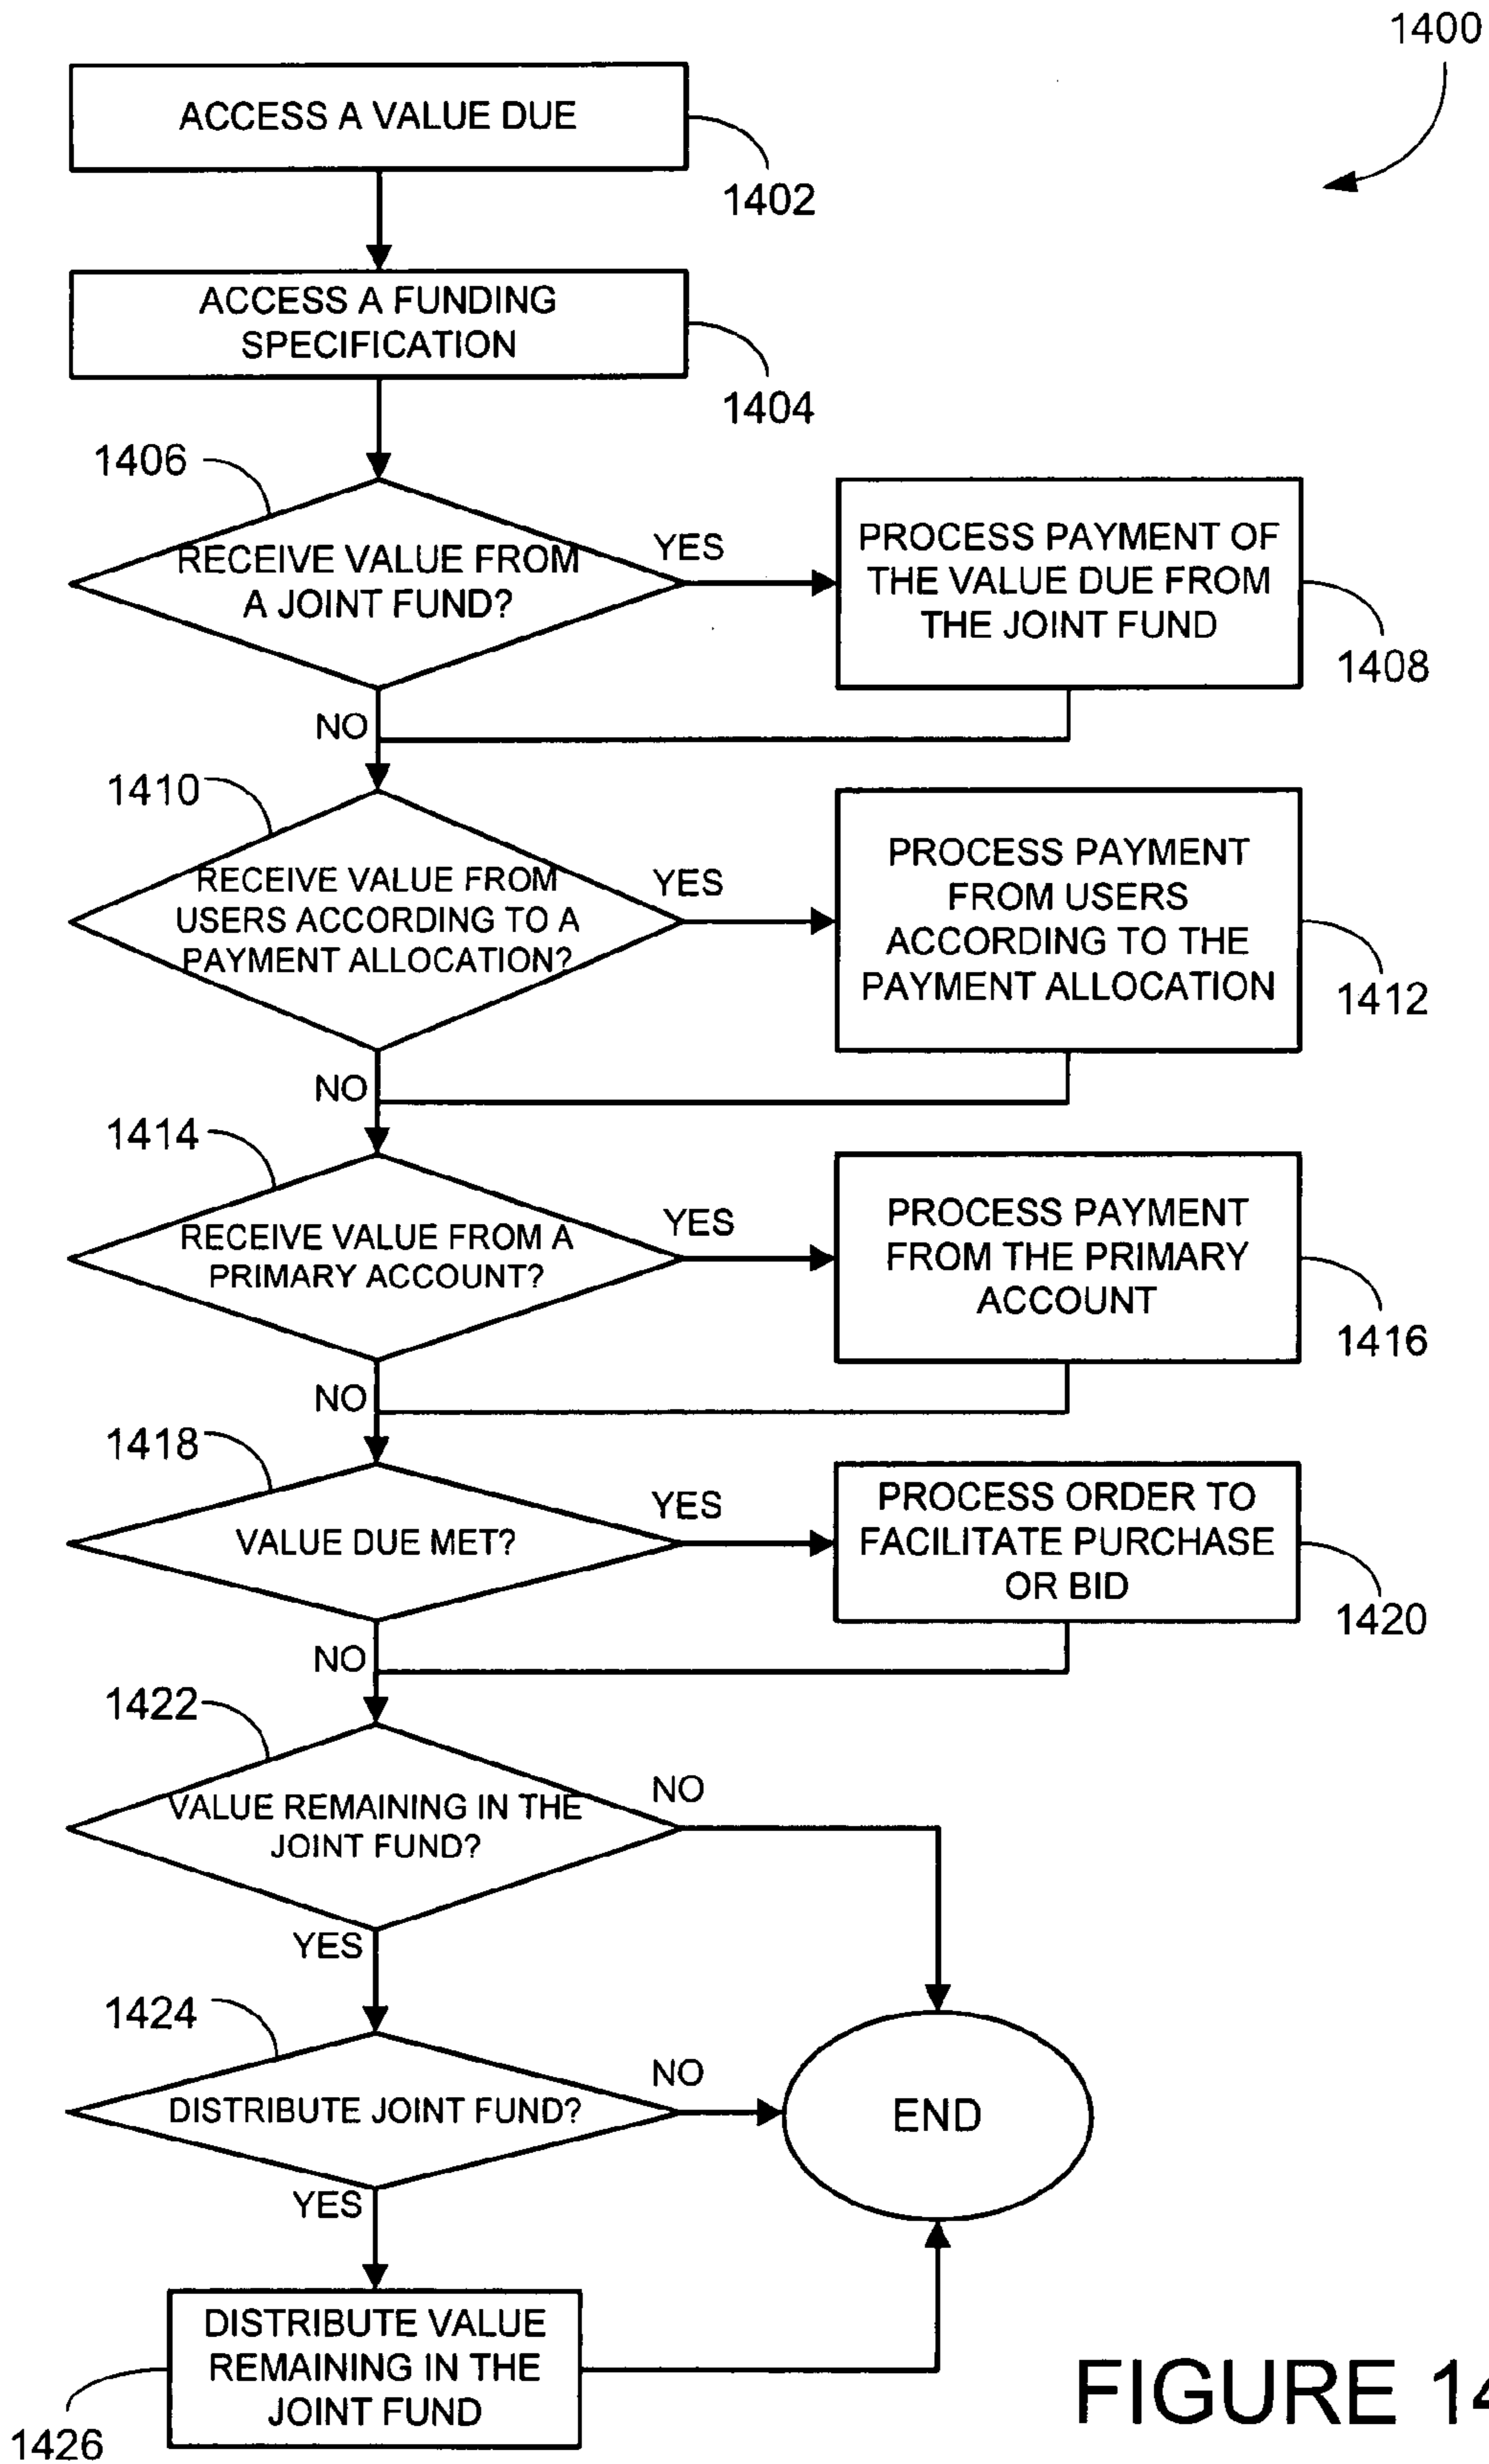 1400
ACCESS A VALUE DUE
1402
ACCESS A FUNDING
SPECIFICATION
1404
1406
RECEIVE VALUE FROM
A JOINT FUND?
YES
PROCESS PAYMENT OF
THE VALUE DUE FROM
THE JOINT FUND
1408
NO
1410
RECEIVE VALUE FROM
USERS ACCORDING TO A
PAYMENT ALLOCATION?
YES
PROCESS PAYMENT
FROM USERS
ACCORDING TO THE
PAYMENT ALLOCATION
1412
NO
1414
RECEIVE VALUE FROM A
PRIMARY ACCOUNT?
YES
PROCESS PAYMENT
FROM THE PRIMARY
ACCOUNT
1416
NO
1418
VALUE DUE MET?
YES
PROCESS ORDER TO
FACILITATE PURCHASE
OR BID
1420
NO
1422
VALUE REMAINING IN THE
JOINT FUND?
NO
YES
1424
DISTRIBUTE JOINT FUND?
NO
END
YES
DISTRIBUTE VALUE
REMAINING IN THE
JOINT FUND
1426
FIGURE 14